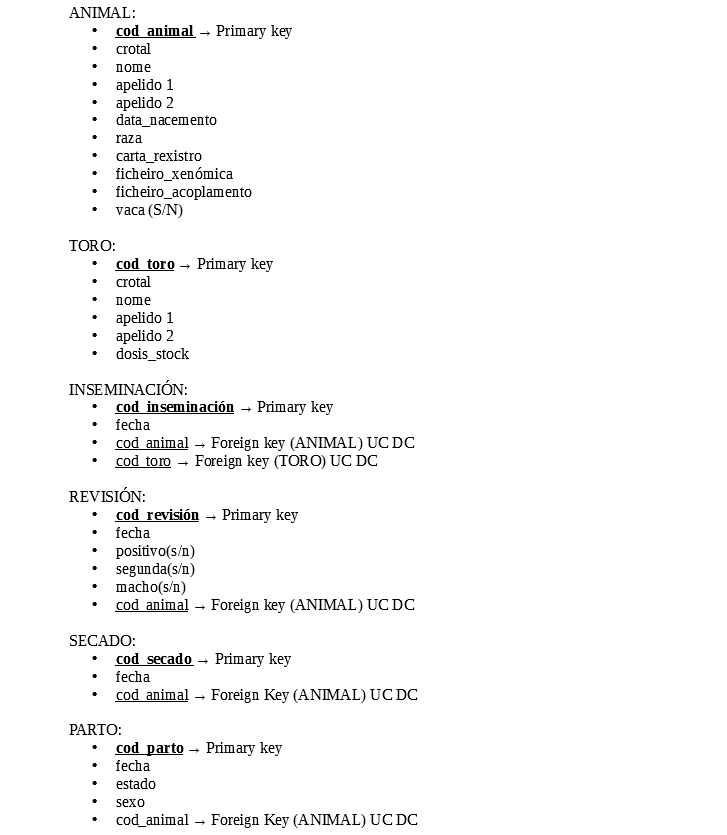 ANIMAL:
• cod_animal → Primary key
• crotal
• nome
• apelido 1
• apelido 2
• data_nacemento
• raza
• carta_rexistro
• ficheiro_xenómica
• ficheiro_acoplamento
• vaca (S/N)
TORO:
• cod_toro → Primary key
• crotal
• nome
• apelido 1
• apelido 2
• dosis_stock
INSEMINACIÓN:
• cod_inseminación → Primary key
• fecha
• cod_animal → Foreign key (ANIMAL) UC DC
• cod_toro → Foreign key (TORO) UC DC
REVISIÓN:
• cod_revisión → Primary key
• fecha
• positivo(s/n)
• segunda(s/n)
• macho(s/n)
• cod_animal → Foreign key (ANIMAL) UC DC
SECADO:
• cod_secado → Primary key
• fecha
• cod_animal → Foreign Key (ANIMAL) UC DC
PARTO:
• cod_parto → Primary key
• fecha
• estado
• sexo
• cod_animal → Foreign Key (ANIMAL) UC DC